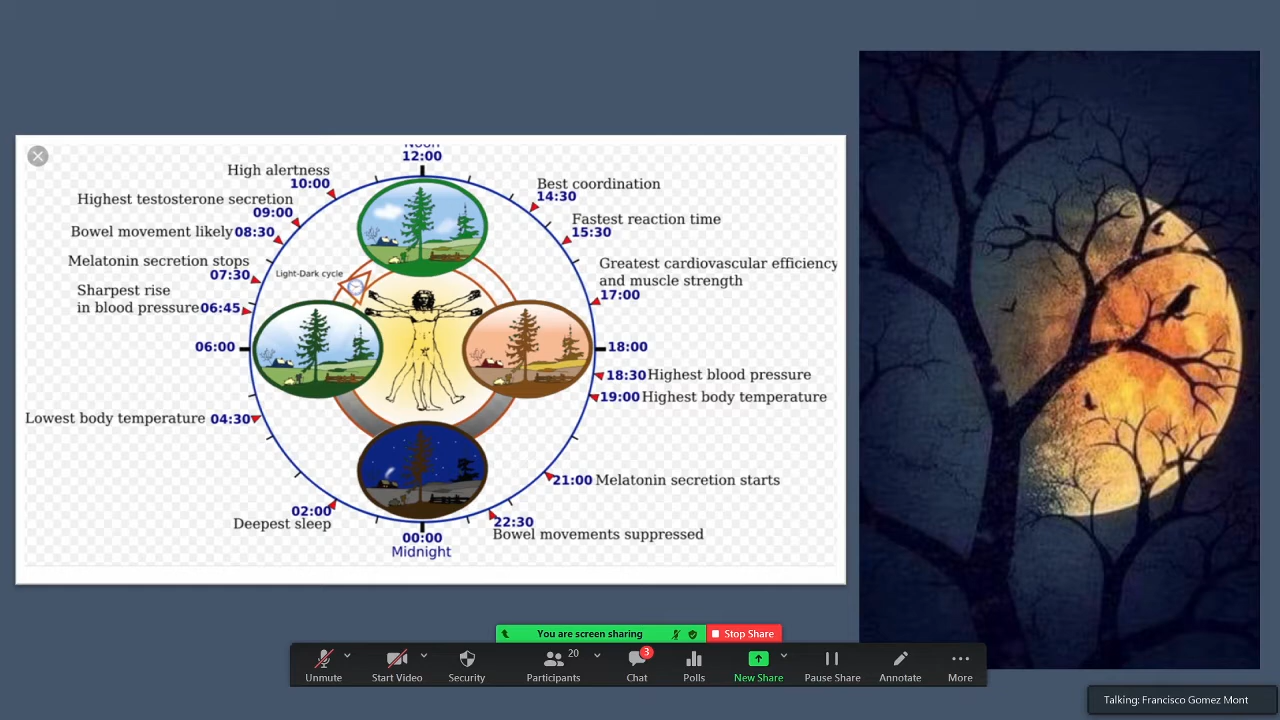 Noon
12:00
High alertness
10:00
Highest testosterone secretion
09:00
Bowel movement likely 08:30
Melatonin secretion stops
07:30
Light-Dark cycle
Sharpest rise
in blood pressure 06:45
06:00
Lowest body temperature 04:30
02:00
Deepest sleep
00:00
Midnight
Best coordination
14:30
Fastest reaction time
15:30
Greatest cardiovascular efficiency
and muscle strength
17:00
18:00
18:30 Highest blood pressure
19:00 Highest body temperature
21:00 Melatonin secretion starts
22:30
Bowel movements suppressed
You are screen sharing
Stop Share
20
3
Unmute
Start Video
Security
Participants
Chat
Polls
New Share
Pause Share
Annotate
More
Talking: Francisco Gomez Mont